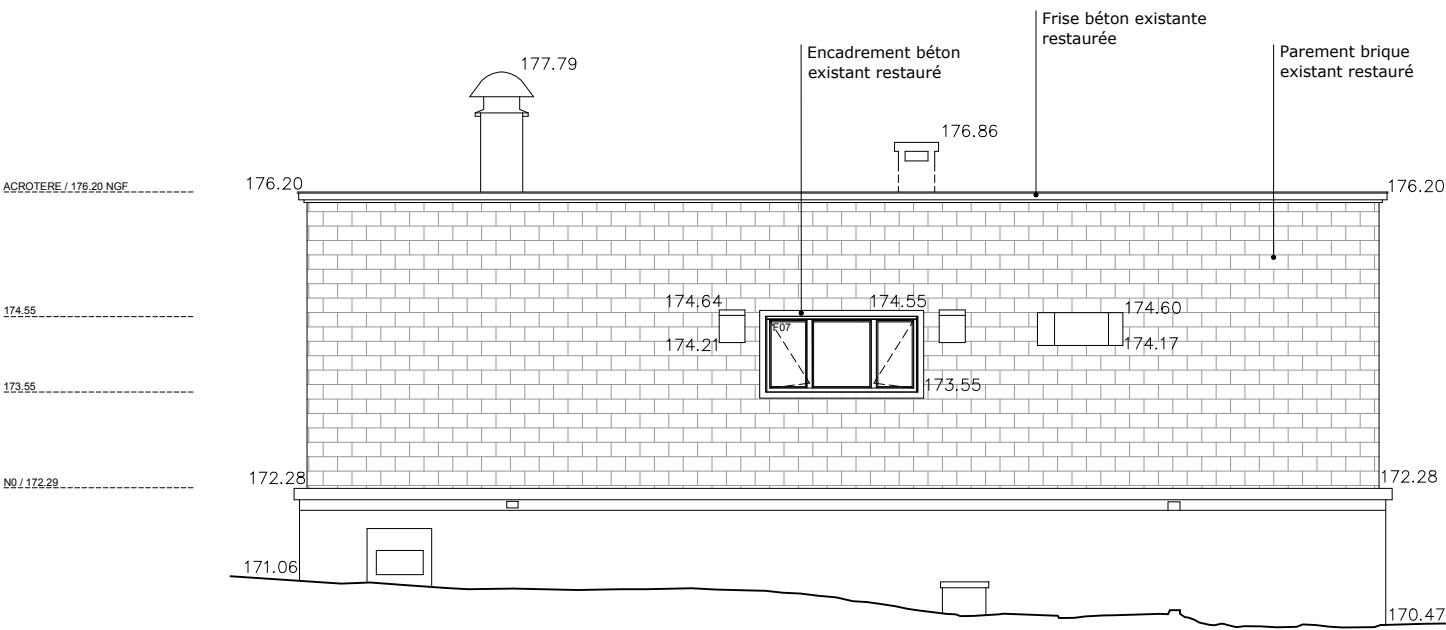 Frise béton existante
restaurée
Encadrement béton
existant restauré
Parement brique
existant restauré
177.79
176.86
ACROTERE / 176.20 NGF
176.20
176.20
174.55
174.64
174.55
174.60
F07
174.21
174.17
173.55
173.55
N0 / 172.29
172.28
172.28
171.06
170.47